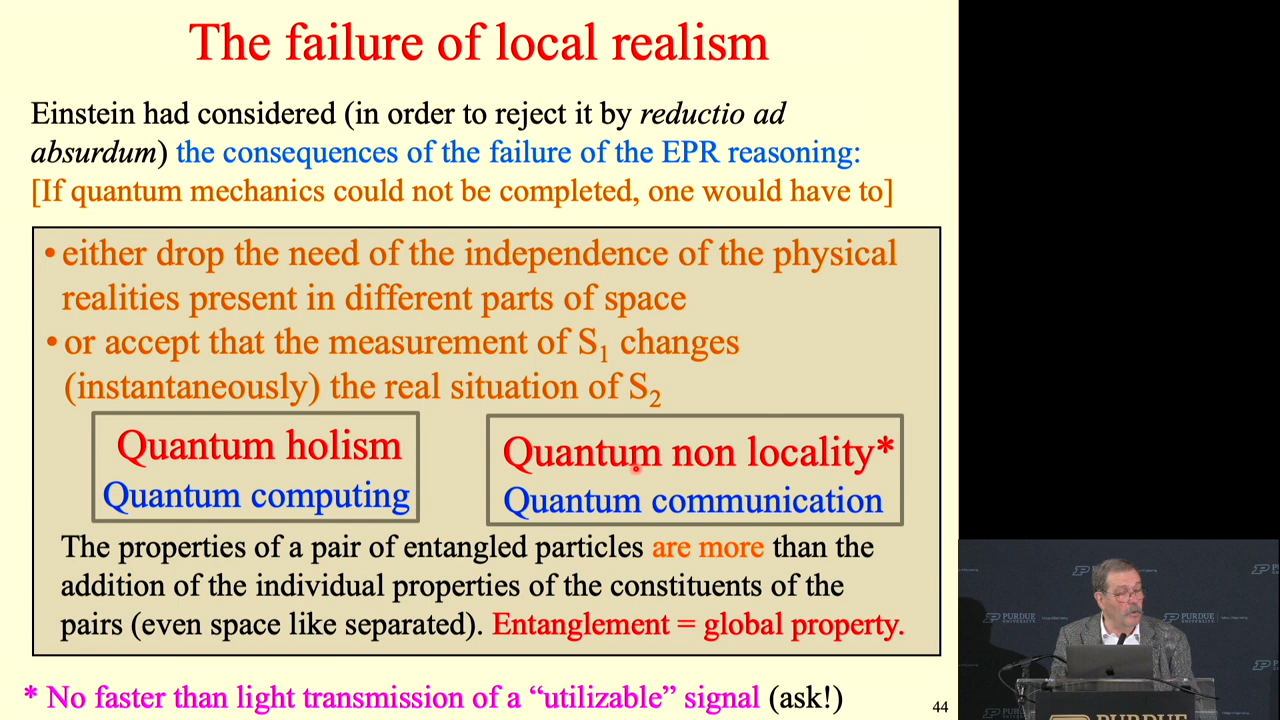 The failure of local realism
Einstein had considered (in order to reject it by reductio ad
absurdum) the consequences of the failure of the EPR reasoning:
[If quantum mechanics could not be completed, one would have to]
• either drop the need of the independence of the physical
realities present in different parts of space
• or accept that the measurement of S1 changes
(instantaneously) the real situation of S2
Quantum holism
Quantum computing
Quantum non locality*
Quantum communication
The properties of a pair of entangled particles are more than the
addition of the individual properties of the constituents of the
pairs (even space like separated). Entanglement = global property.
* No faster than light transmission of a “utilizable” signal (ask!)
44
PURDUE
UNIVERSITY
PURDUE